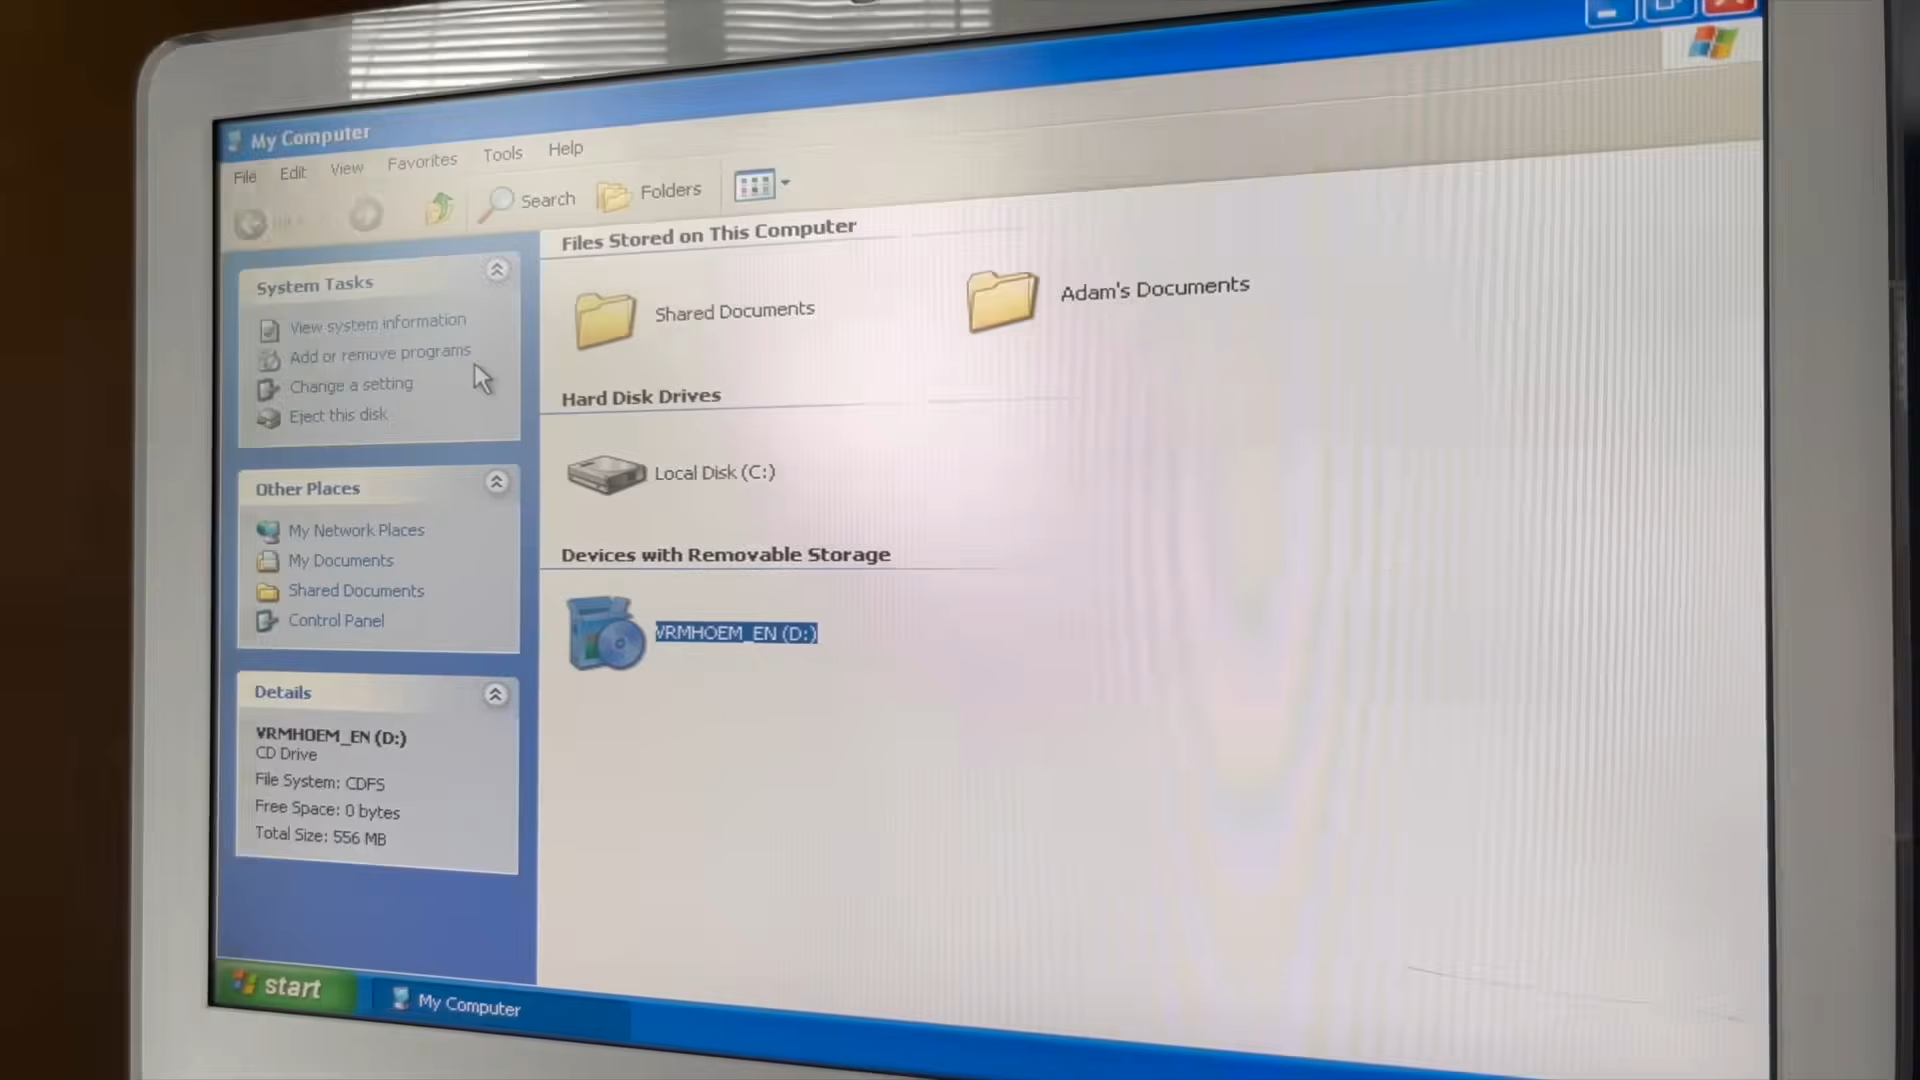 My Computer
File Edit View Favorites Tools Help
Search Folders
System Tasks
View system information
Add or remove programs
Change a setting
Eject this disk
Other Places
My Network Places
My Documents
Shared Documents
Control Panel
Details
VRMHOEM_EN (D:)
CD Drive
File System: CDFS
Free Space: 0 bytes
Total Size: 556 MB
Files Stored on This Computer
Shared Documents
Adam's Documents
Hard Disk Drives
Local Disk (C:)
Devices with Removable Storage
VRMHOEM_EN (D:)
start
My Computer